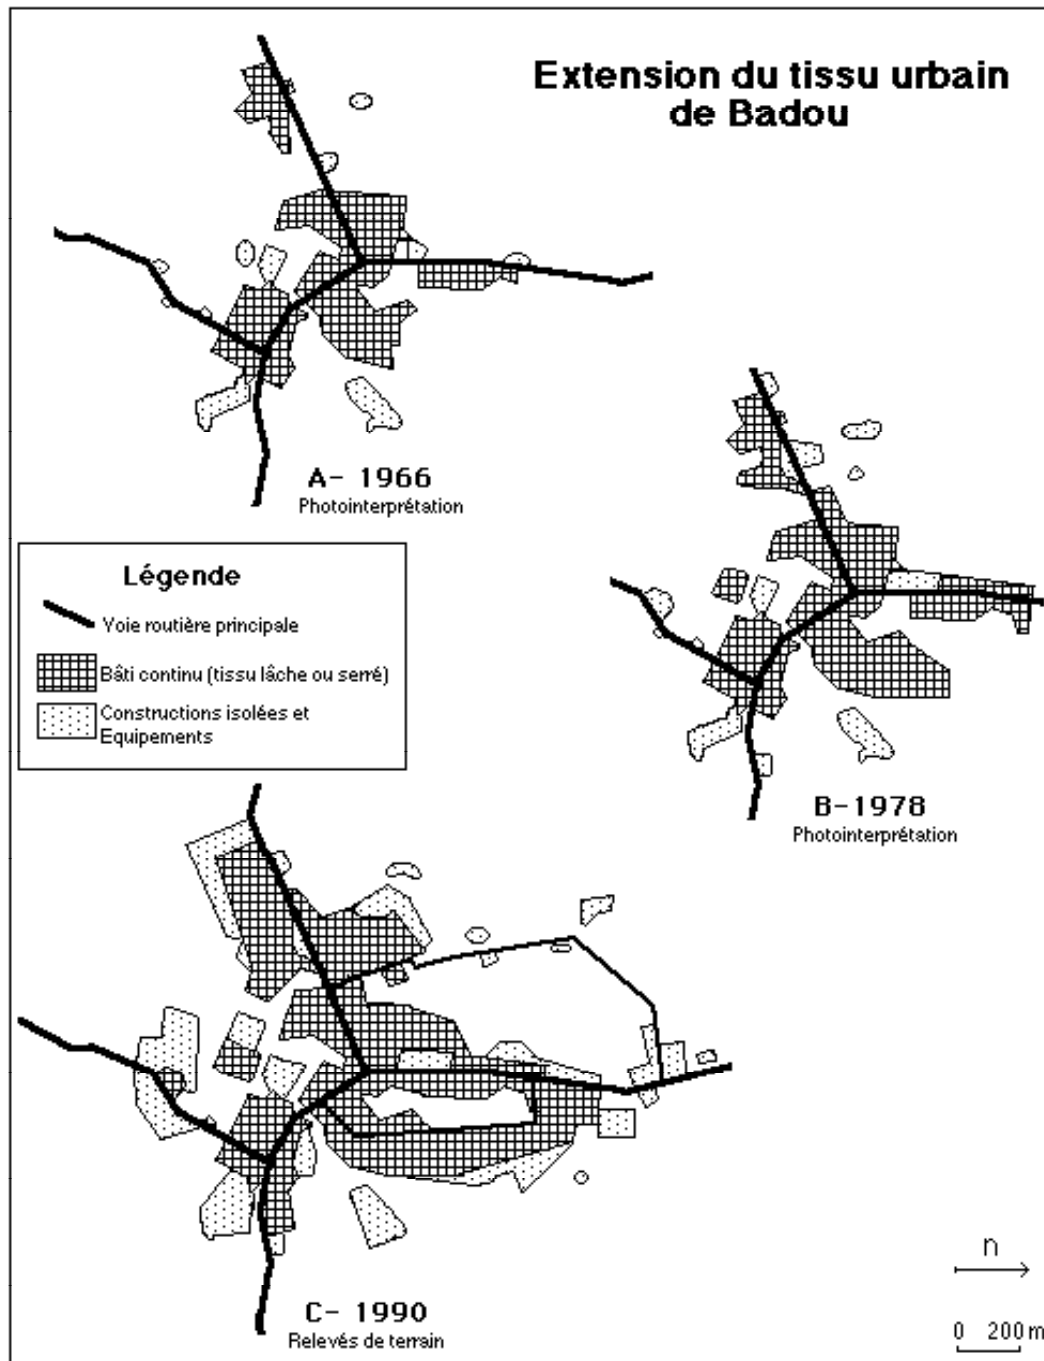 Extension du tissu urbain
de Badou
A- 1966
Photointerprétation
Légende
Voie routière principale
Bâti continu (tissu lâche ou serré)
Constructions isolées et
Equipements
B-1978
Photointerprétation
C- 1990
Relevés de terrain
n
0 200 m